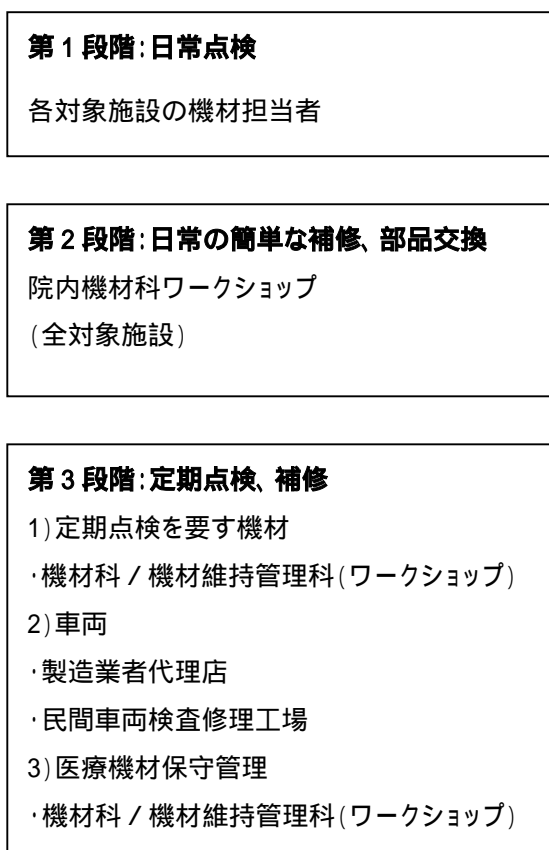 第 1 段階:日常点検
各対象施設の機材担当者
第 2 段階:日常の簡単な補修、部品交換
院内機材科ワークショップ
(全対象施設)
第 3 段階:定期点検、補修
1)定期点検を要す機材
・機材科 / 機材維持管理科(ワークショップ)
2)車両
・製造業者代理店
・民間車両検査修理工場
3)医療機材保守管理
・機材科 / 機材維持管理科(ワークショップ)